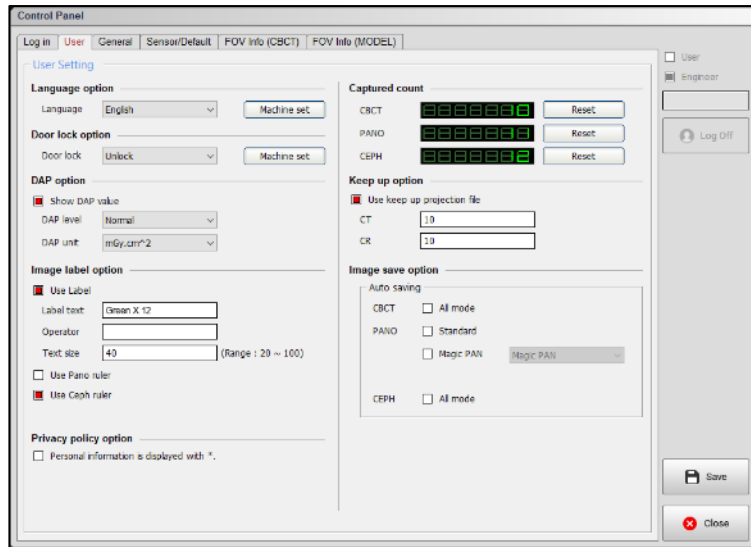 Control Panel
Log in User General Sensor/Default FOV Info (CBCT) FOV Info (MODEL)
User Setting
Language option
Language English Machine set
Door lock option
Door lock Unlock Machine set
DAP option
Show DAP value
DAP level Normal
DAP unit mGy.cm^2
Image label option
Use Label
Label text Green X 12
Operator
Text size 40 (Range : 20 ~ 100)
Use Pano ruler
Use Ceph ruler
Privacy policy option
Personal information is displayed with *.
Captured count
CBCT 10 Reset
PANO 11 Reset
CEPH 12 Reset
Keep up option
Use keep up projection file
CT 10
CR 10
Image save option
Auto saving
CBCT All mode
PANO Standard
Magic PAN Magic PAN
CEPH All mode
User
Engineer
Log Off
Save
Close